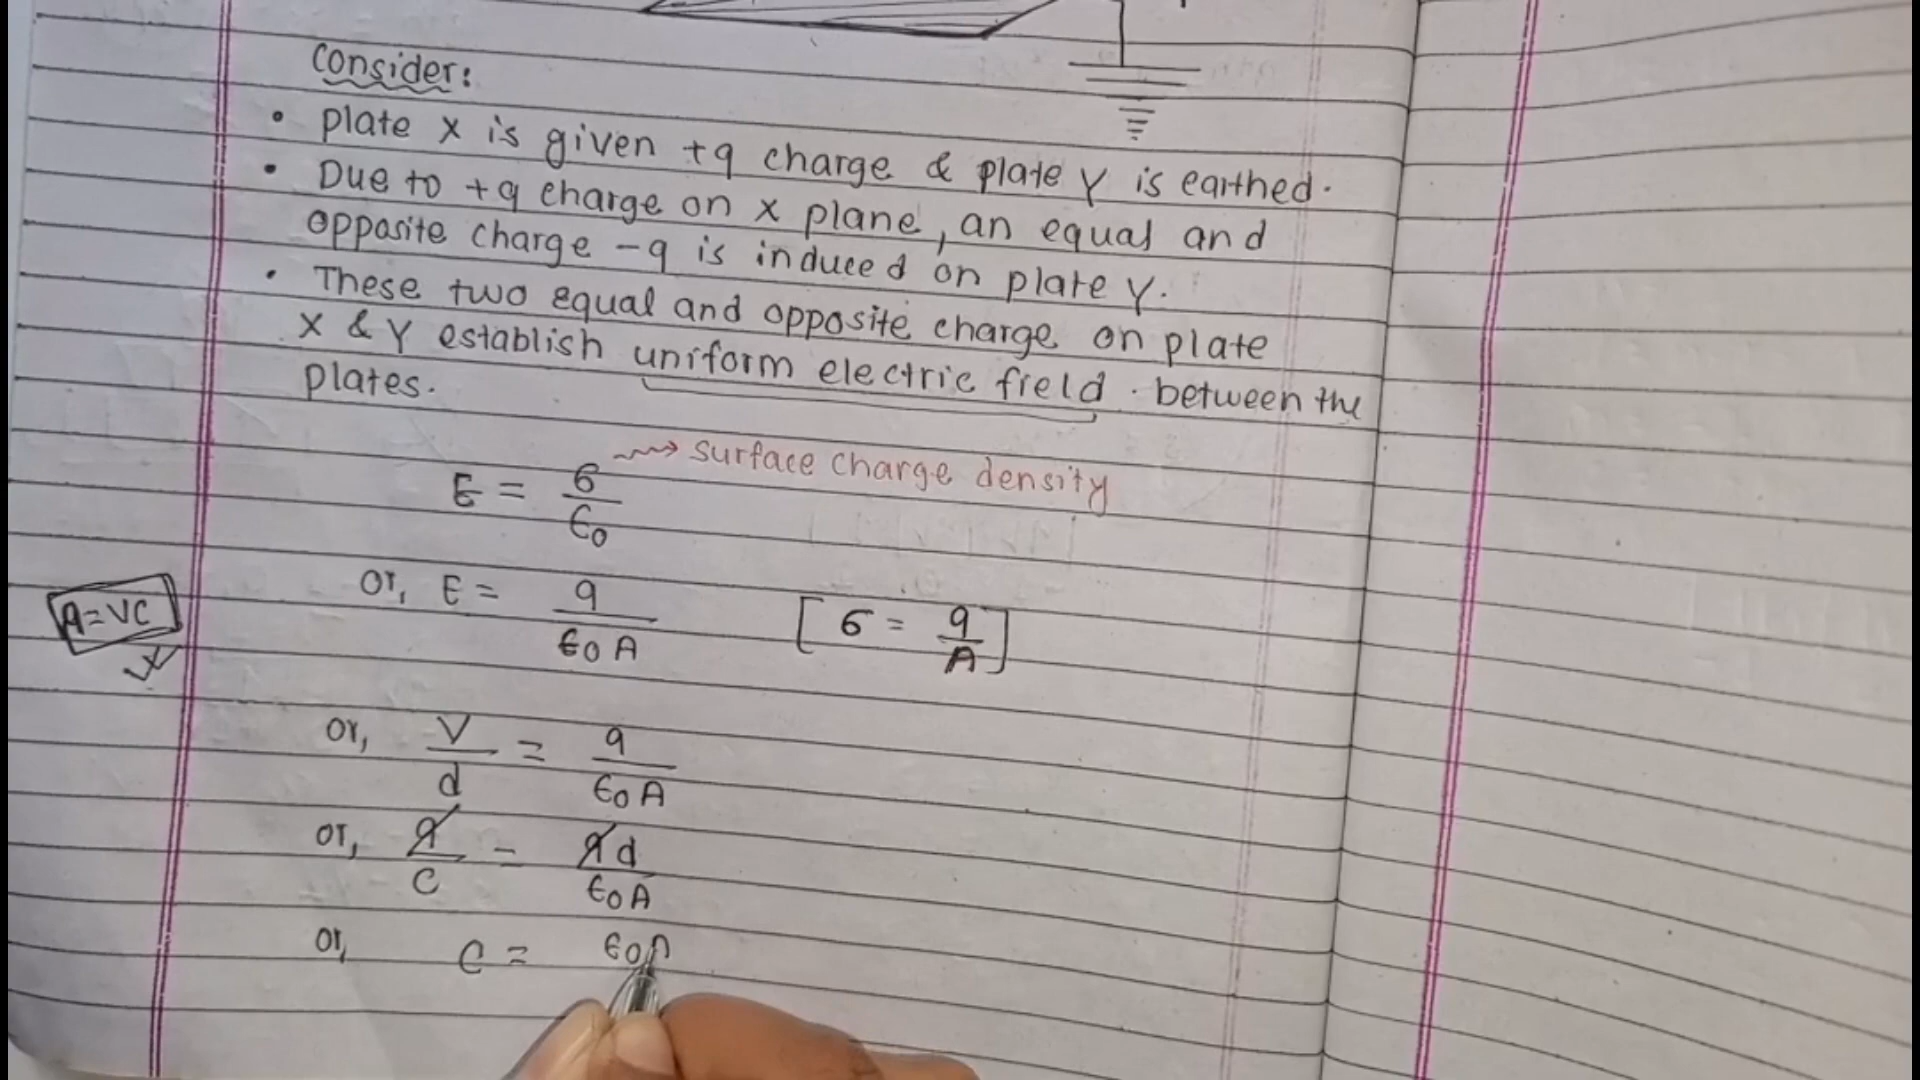 Consider:
• Plate X is given +q charge & plate Y is earthed.
• Due to +q charge on X plane, an equal and
opposite charge -q is induced on plate Y.
• These two equal and opposite charge on plate
X & Y establish uniform electric field. between the
plates.
E = σ/ϵ₀ ⟿ surface charge density
or, E = q/ϵ₀A [σ = q/A]
q=VC
or, V/d = q/ϵ₀A
or, q/C = qd/ϵ₀A
or, C = ϵ₀A